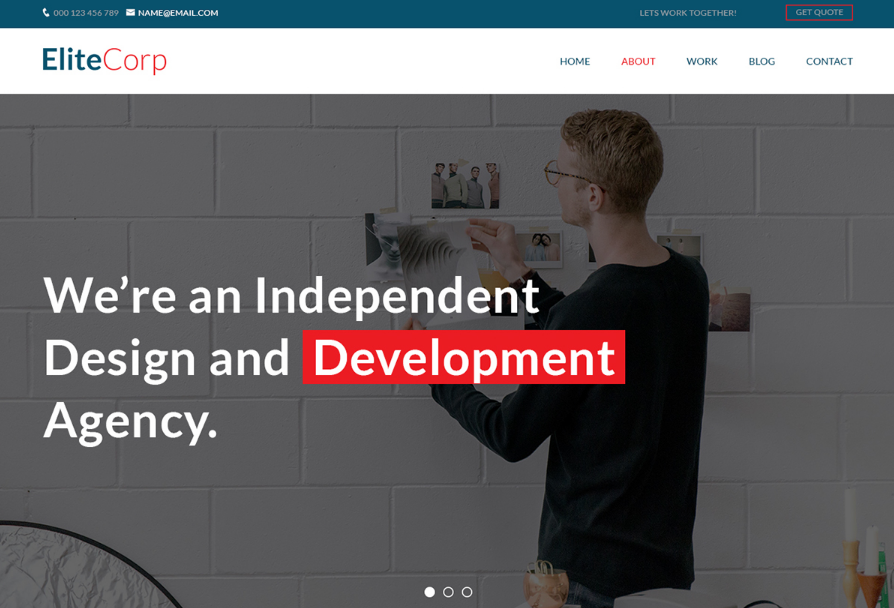 000 123 456 789 NAME@EMAIL.COM LETS WORK TOGETHER! GET QUOTE
EliteCorp HOME ABOUT WORK BLOG CONTACT
We’re an Independent
Design and Development
Agency.